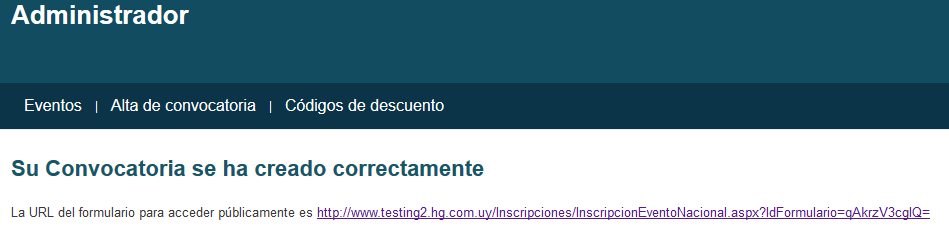 Administrador
Eventos | Alta de convocatoria | Códigos de descuento
Su Convocatoria se ha creado correctamente
La URL del formulario para acceder públicamente es http://www.testing2.hg.com.uy/Inscripciones/InscripcionEventoNacional.aspx?IdFormulario=qAkrzV3cglQ=